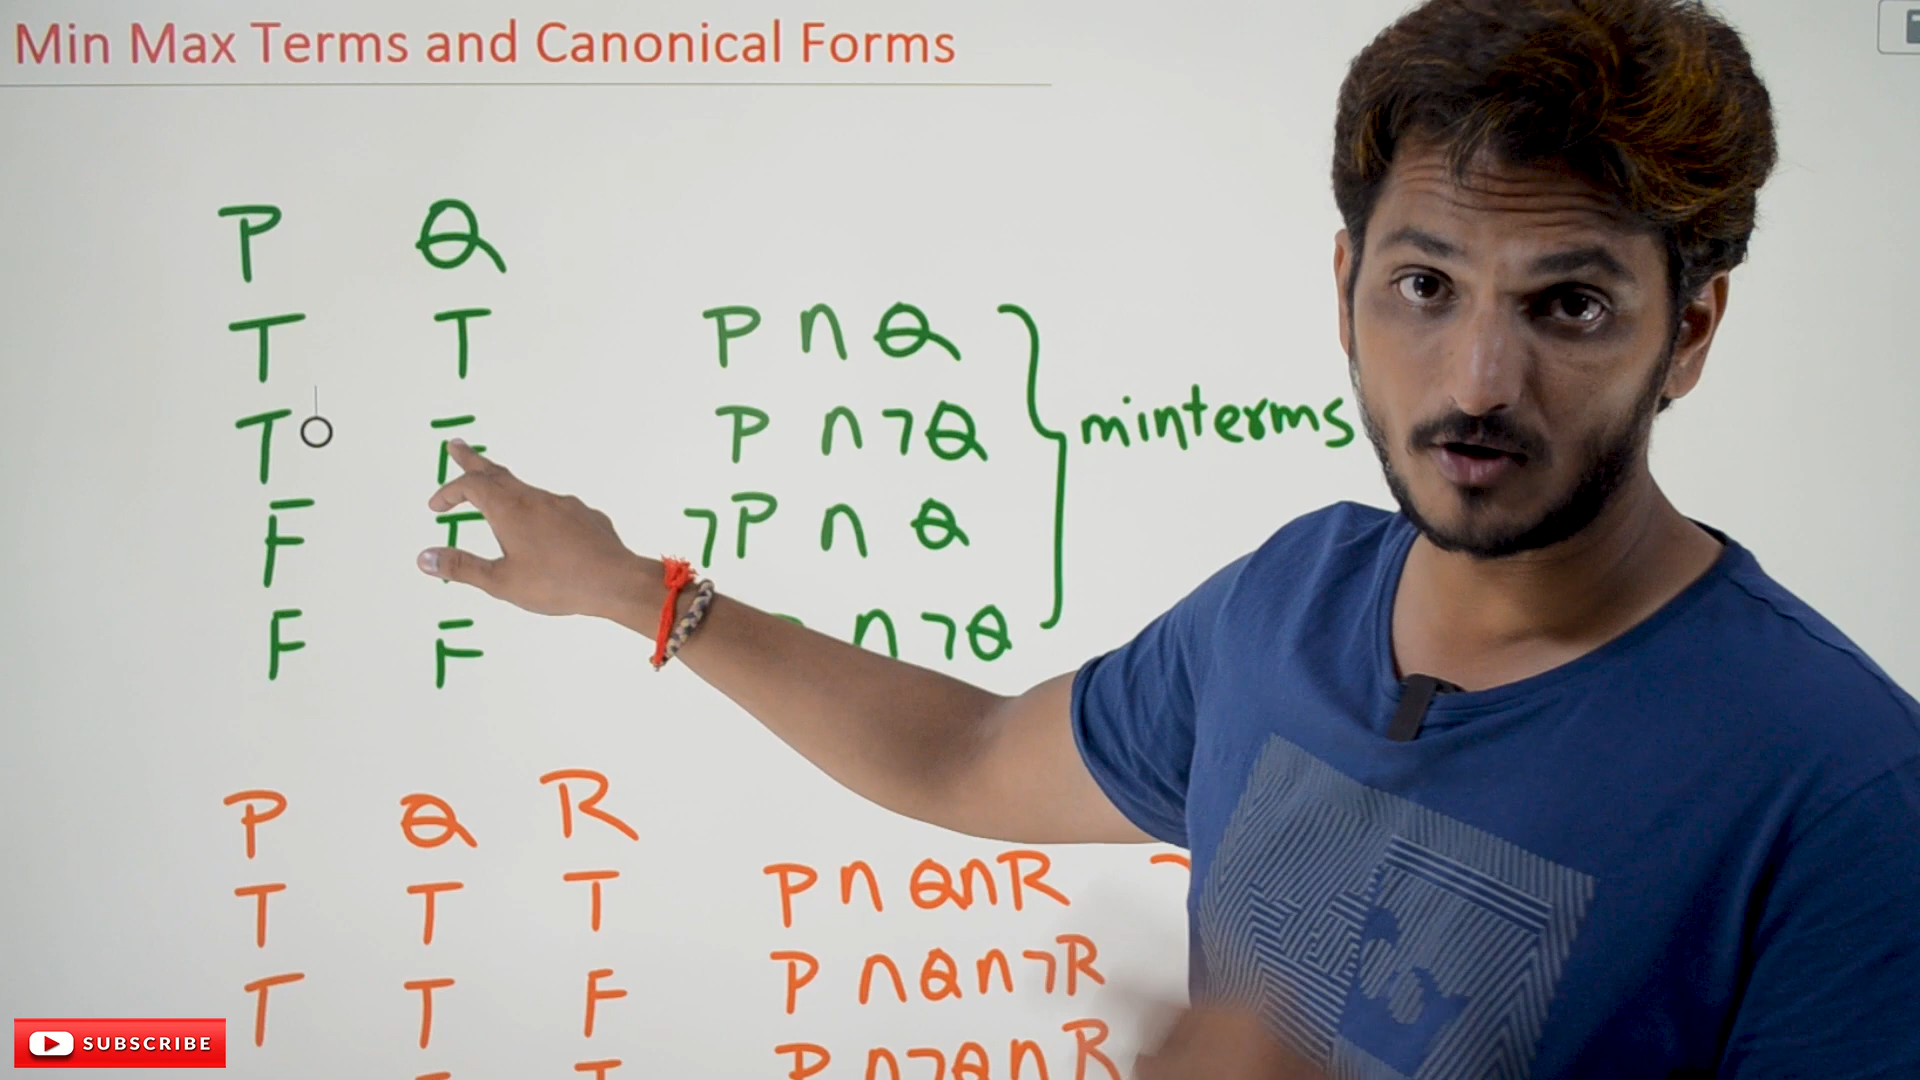 Min Max Terms and Canonical Forms
P Q
T T P ∩ Q
T F P ∩ ¬Q minterms
F T ¬P ∩ Q
F F ∩ ¬Q
P Q R
T T T P ∩ Q∩R
T T F P ∩ Q∩¬R
P ∩¬Q∩R
SUBSCRIBE